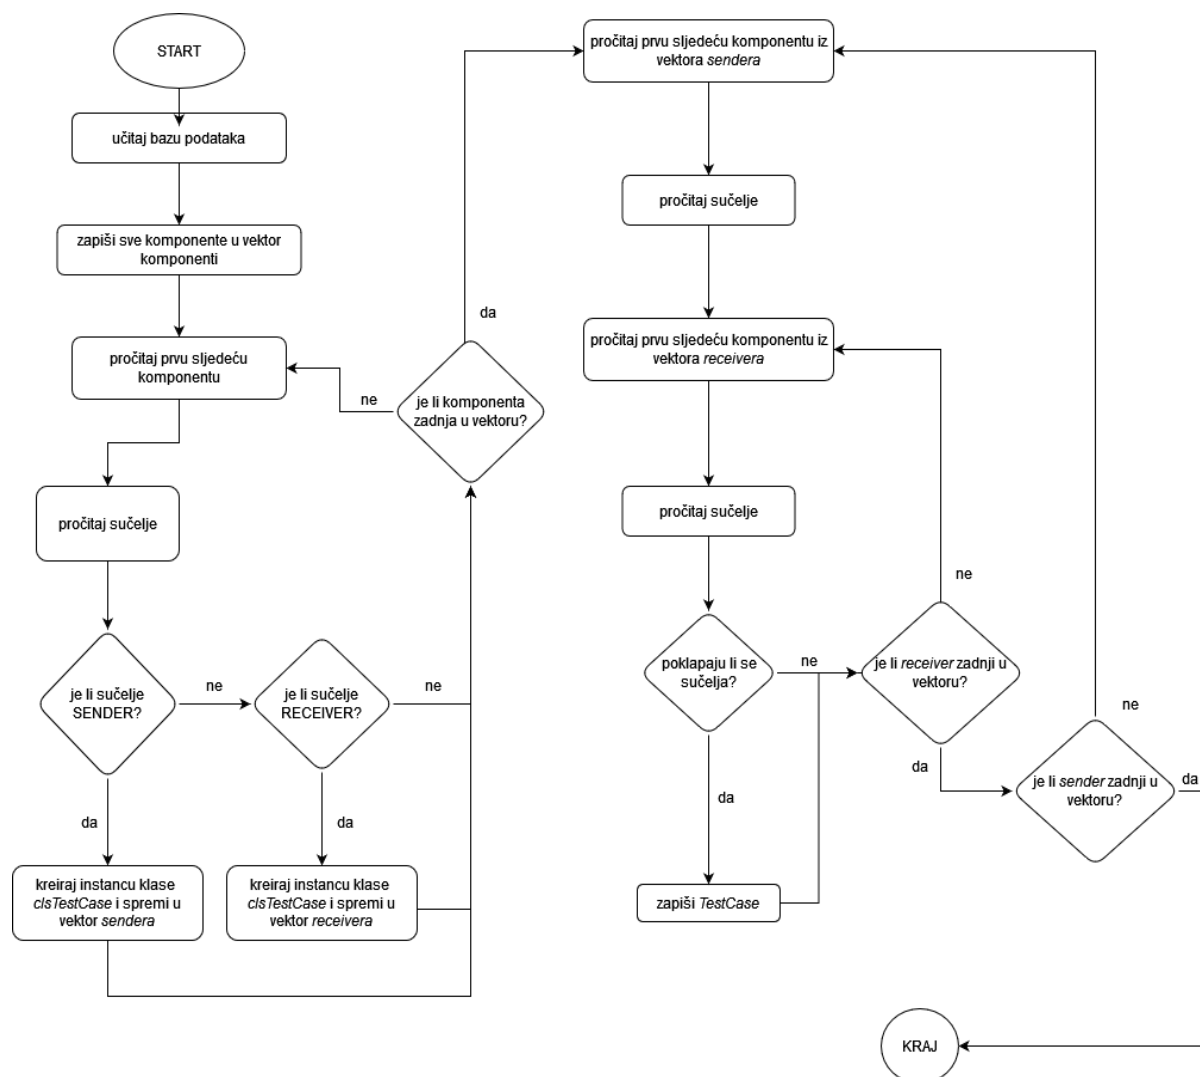 START
učitaj bazu podataka
zapiši sve komponente u vektor
komponenti
pročitaj prvu sljedeću
komponentu
pročitaj sučelje
je li sučelje
SENDER?
ne
je li sučelje
RECEIVER?
ne
da
da
kreiraj instancu klase
clsTestCase i spremi u
vektor sendera
kreiraj instancu klase
clsTestCase i spremi u
vektor receivera
je li komponenta
zadnja u vektoru?
ne
da
pročitaj prvu sljedeću komponentu iz
vektora sendera
pročitaj sučelje
pročitaj prvu sljedeću komponentu iz
vektora receivera
pročitaj sučelje
poklapaju li se
sučelja?
ne
da
zapiši TestCase
je li receiver zadnji u
vektoru?
ne
da
je li sender zadnji u
vektoru?
ne
da
KRAJ